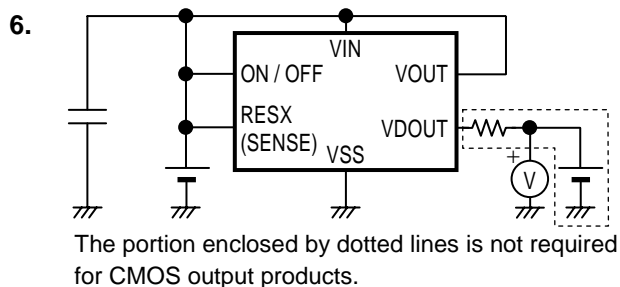 6.
VIN
ON / OFF
VOUT
RESX
(SENSE)
VDOUT
VSS
+
V
The portion enclosed by dotted lines is not required
for CMOS output products.